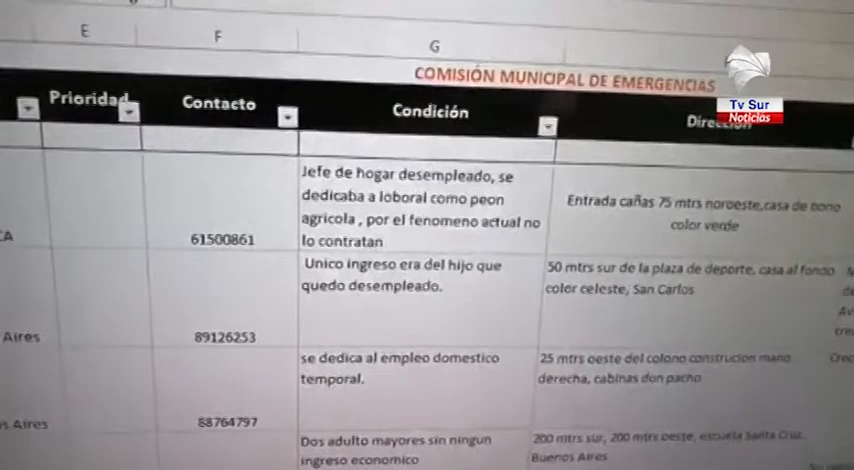 E F G
COMISIÓN MUNICIPAL DE EMERGENCIAS
Tv Sur
Noticias
Prioridad Contacto Condición Dirección
Jefe de hogar desempleado, se
dedicaba a loboral como peon
agricola , por el fenomeno actual no
lo contratan
61500861
Entrada cañas 75 mtrs noroeste,casa de bono
color verde
CA
Unico ingreso era del hijo que
quedo desempleado.
89126253
50 mtrs sur de la plaza de deporte, casa al fondo
color celeste, San Carlos
Aires
se dedica al empleo domestico
temporal.
88764797
25 mtrs oeste del colono construcion mano
derecha, cabinas don pacho
s Aires
Dos adulto mayores sin ningun
ingreso economico
200 mtrs sur, 200 mtrs oeste, escuela Santa Cruz.
Buenos Aires